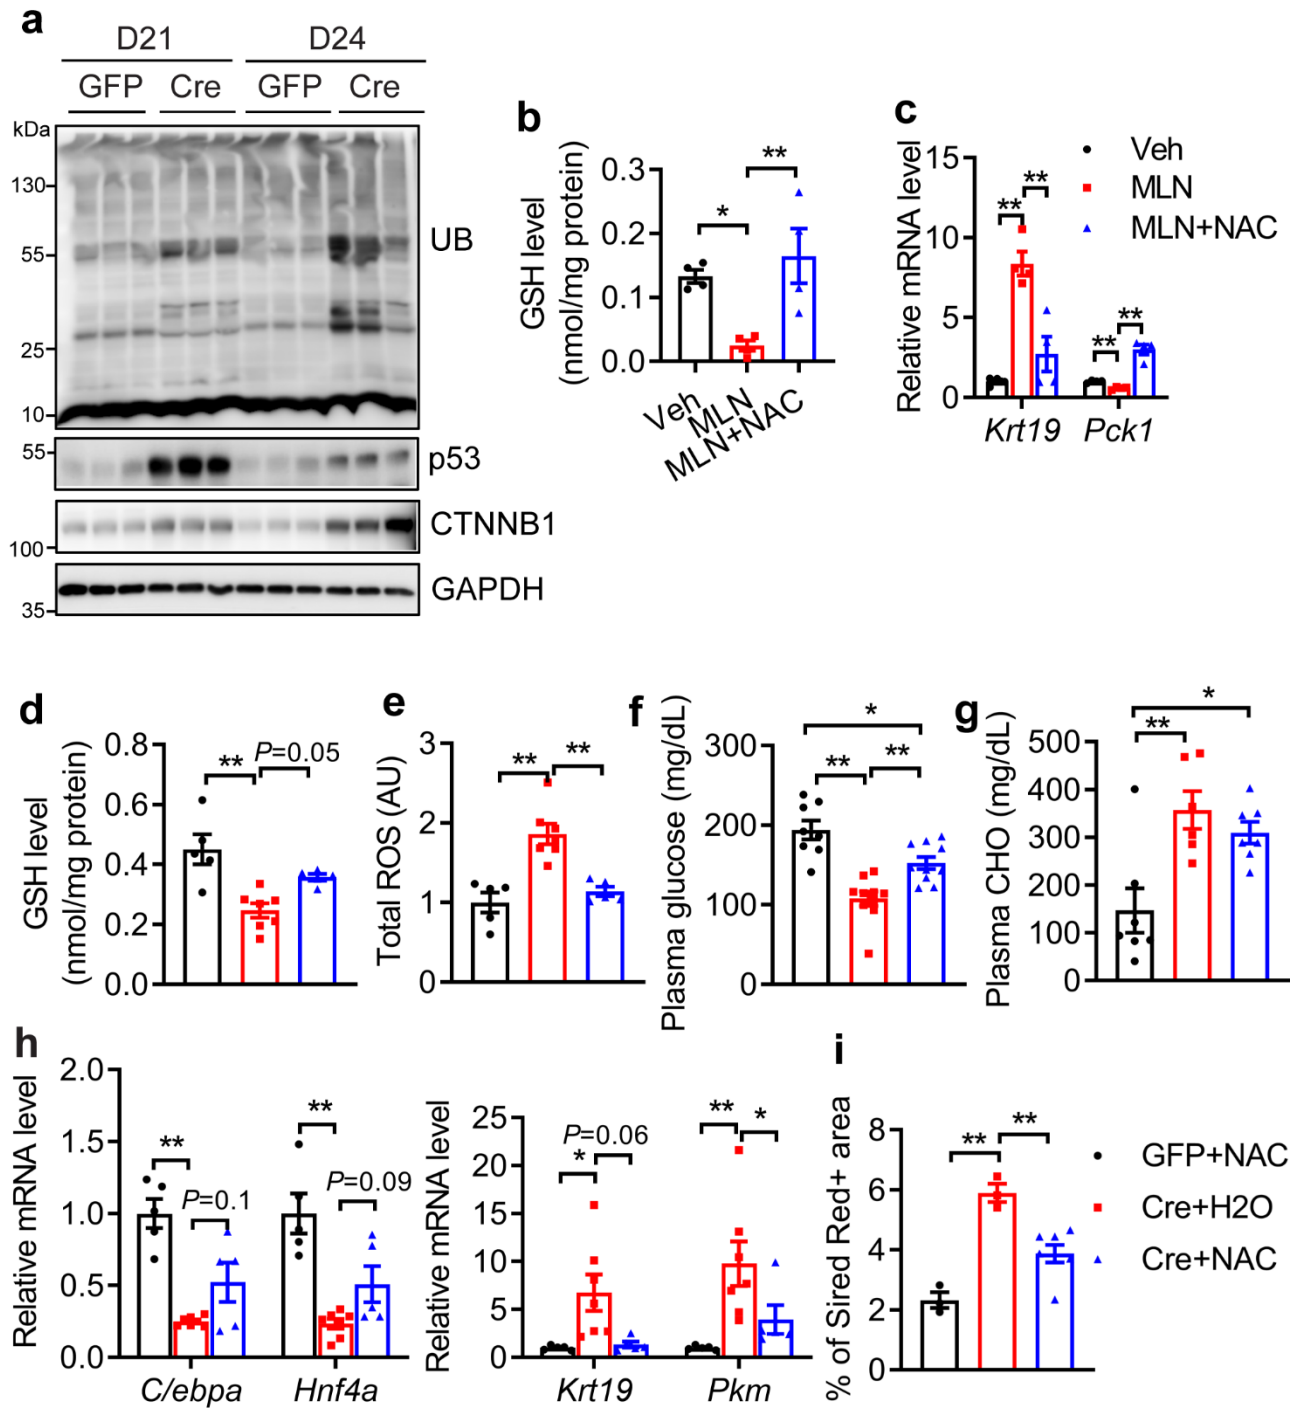 a
D21 D24
GFP Cre GFP Cre
kDa
130
55
25
10
UB
55
p53
100
CTNNB1
35
GAPDH
b
GSH level
(nmol/mg protein)
0.3
0.2
0.1
0.0
* **
Veh
MLN
MLN+NAC
c
Relative mRNA level
15
10
5
0
** ** ** **
Krt19 Pck1
Veh
MLN
MLN+NAC
d
GSH level
(nmol/mg protein)
0.8
0.6
0.4
0.2
0.0
** P=0.05
e
Total ROS (AU)
3
2
1
0
** **
f
Plasma glucose (mg/dL)
300
200
100
0
*
** **
g
Plasma CHO (mg/dL)
500
400
300
200
100
0
*
**
h
Relative mRNA level
2.0
1.5
1.0
0.5
0.0
** P=0.1 ** P=0.09
C/ebpa Hnf4a
Relative mRNA level
25
20
15
10
5
0
* P=0.06 ** *
Krt19 Pkm
i
% of Sired Red+ area
8
6
4
2
0
** **
GFP+NAC
Cre+H2O
Cre+NAC